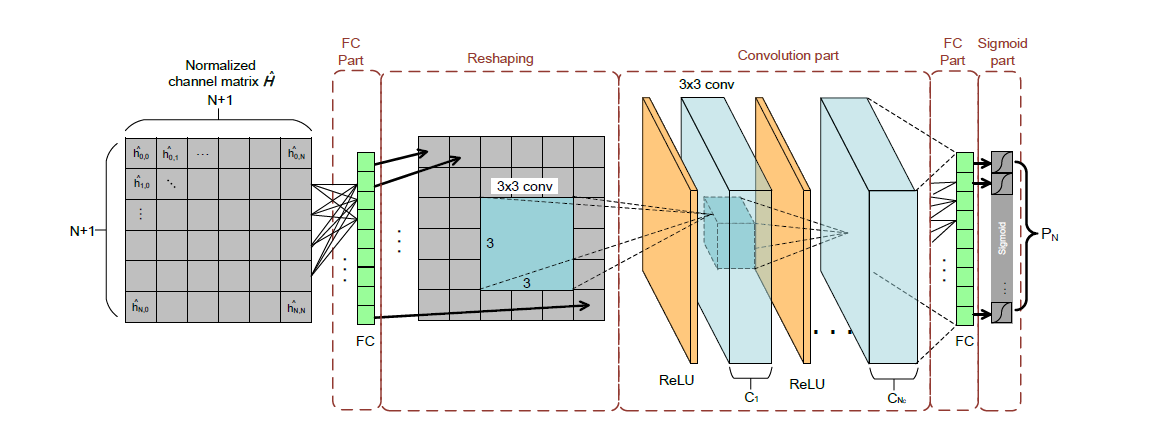 FC
Part
Reshaping
Convolution part
FC
Part
Sigmoid
part
Normalized
channel matrix Ĥ
N+1
3x3 conv
ĥ0,0 ĥ0,1 ... ĥ0,N
ĥ1,0 ⋱
⋮
ĥN,0 ĥN,N
N+1
⋮
FC
⋮
3x3 conv
3
3
ReLU
C1
ReLU
...
CNc
⋮
FC
Sigmoid
...
PN